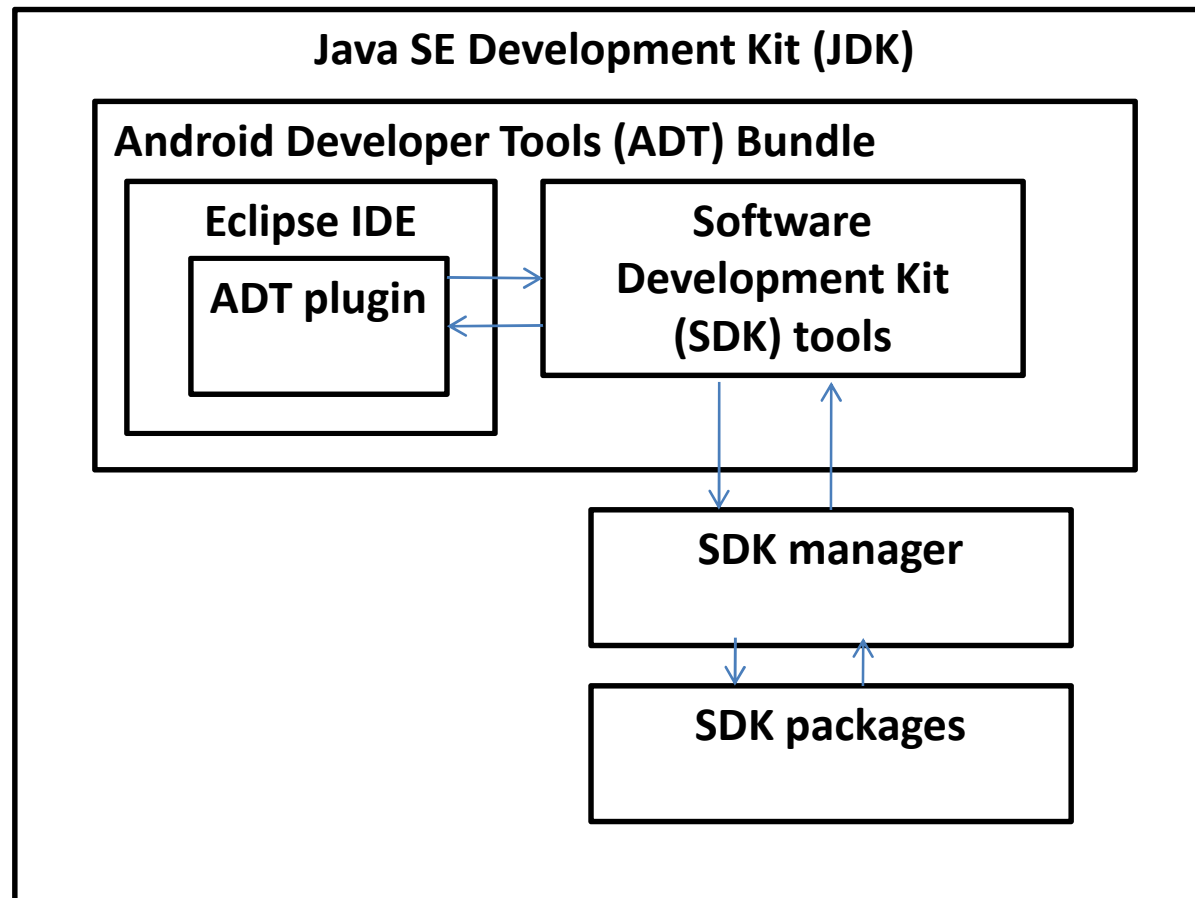 Java SE Development Kit (JDK)
Android Developer Tools (ADT) Bundle
Eclipse IDE
ADT plugin
Software
Development Kit
(SDK) tools
SDK manager
SDK packages